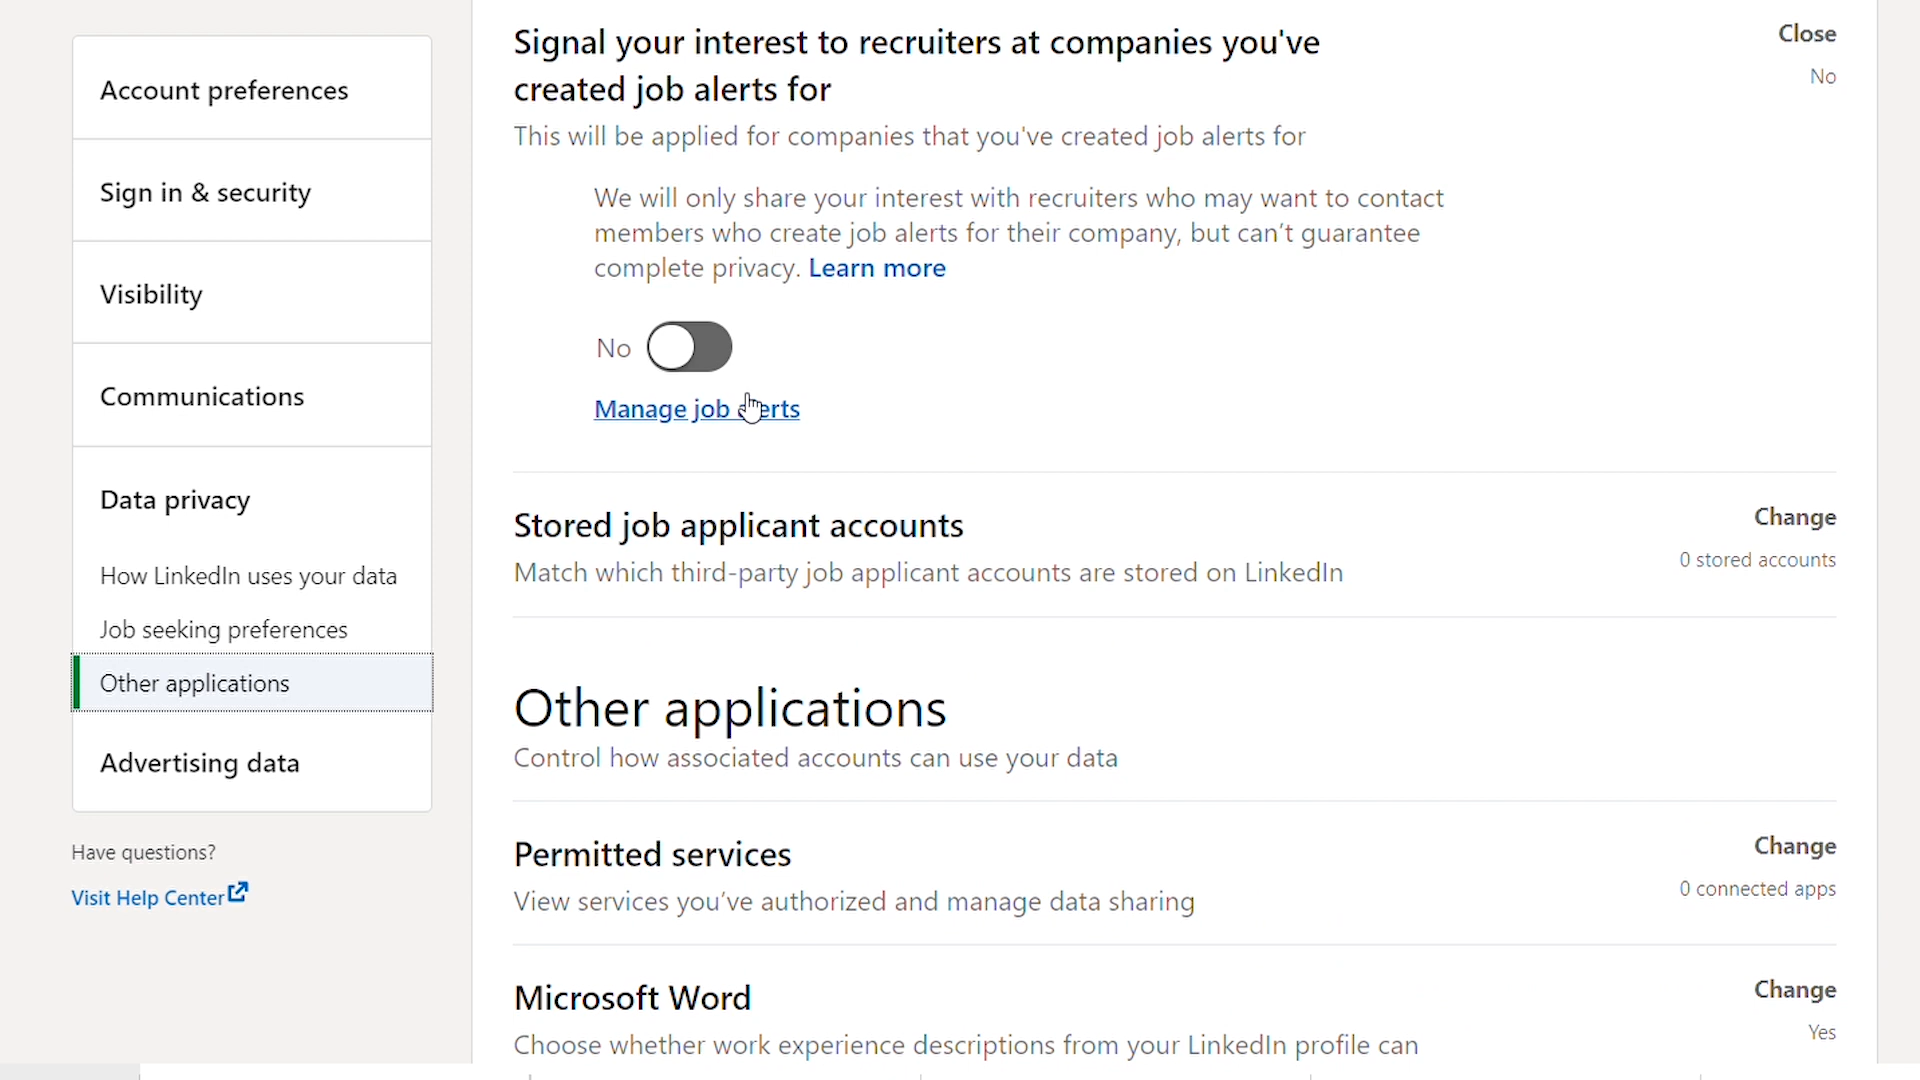 Account preferences
Sign in & security
Visibility
Communications
Data privacy
How LinkedIn uses your data
Job seeking preferences
Other applications
Advertising data
Have questions?
Visit Help Center
Signal your interest to recruiters at companies you've
created job alerts for
Close
No
This will be applied for companies that you've created job alerts for
We will only share your interest with recruiters who may want to contact
members who create job alerts for their company, but can’t guarantee
complete privacy. Learn more
No
Manage job alerts
Stored job applicant accounts
Change
Match which third-party job applicant accounts are stored on LinkedIn
0 stored accounts
Other applications
Control how associated accounts can use your data
Permitted services
Change
View services you’ve authorized and manage data sharing
0 connected apps
Microsoft Word
Change
Choose whether work experience descriptions from your LinkedIn profile can
Yes